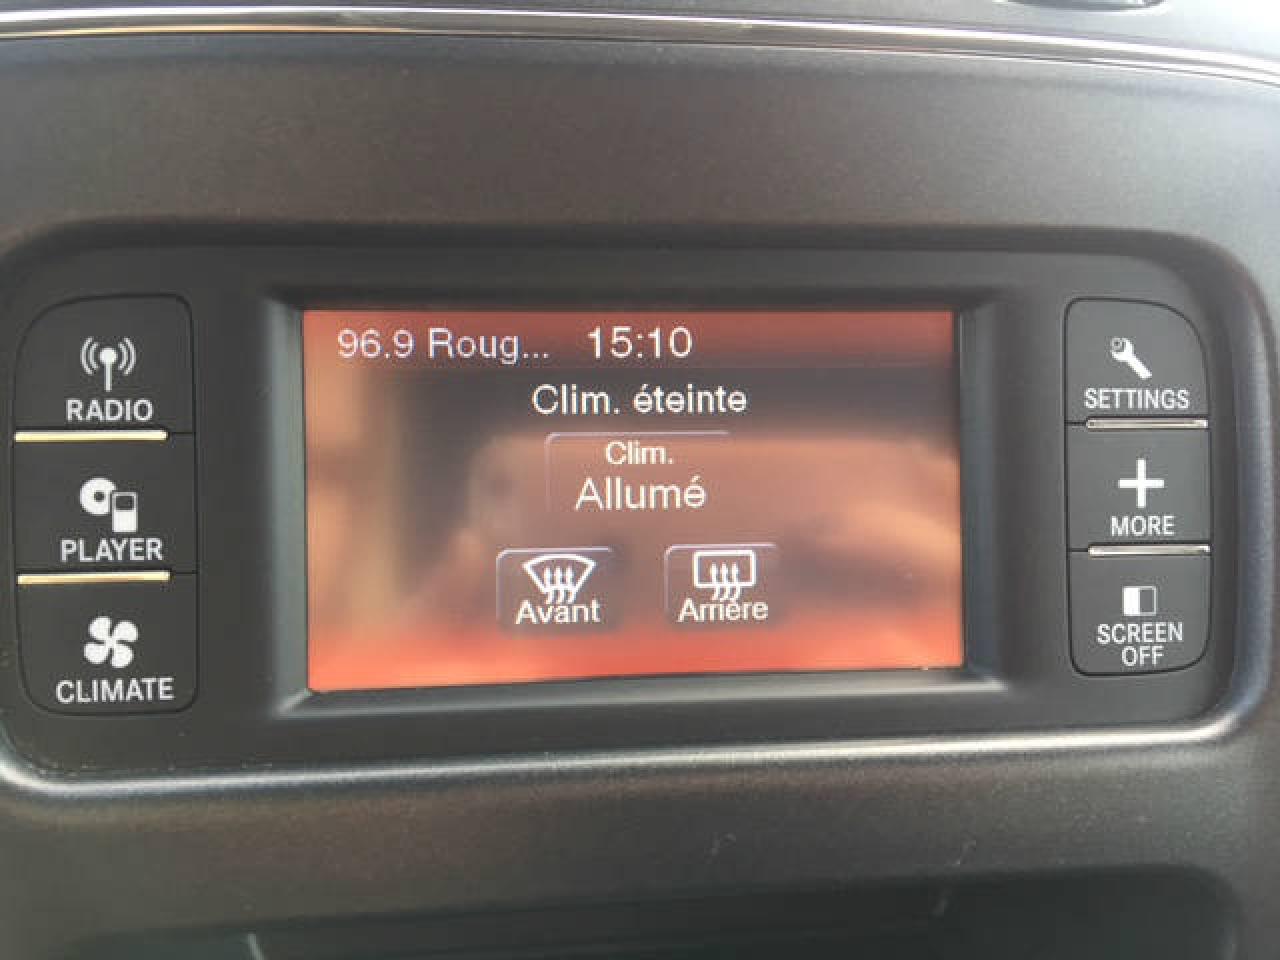 96.9 Roug... 15:10
Clim. éteinte
Clim.
Allumé
Avant
Arrière
RADIO
PLAYER
CLIMATE
SETTINGS
MORE
SCREEN
OFF